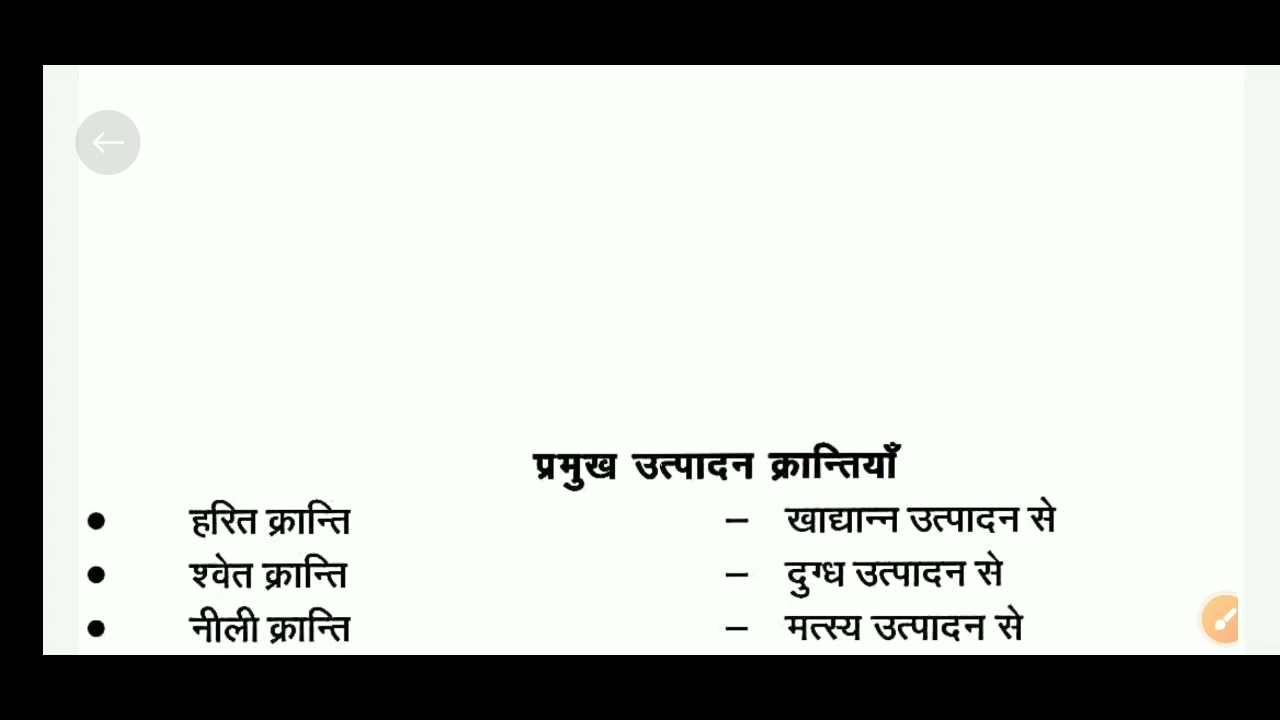 प्रमुख उत्पादन क्रान्तियाँ
● हरित क्रान्ति – खाद्यान्न उत्पादन से
● श्वेत क्रान्ति – दुग्ध उत्पादन से
● नीली क्रान्ति – मत्स्य उत्पादन से